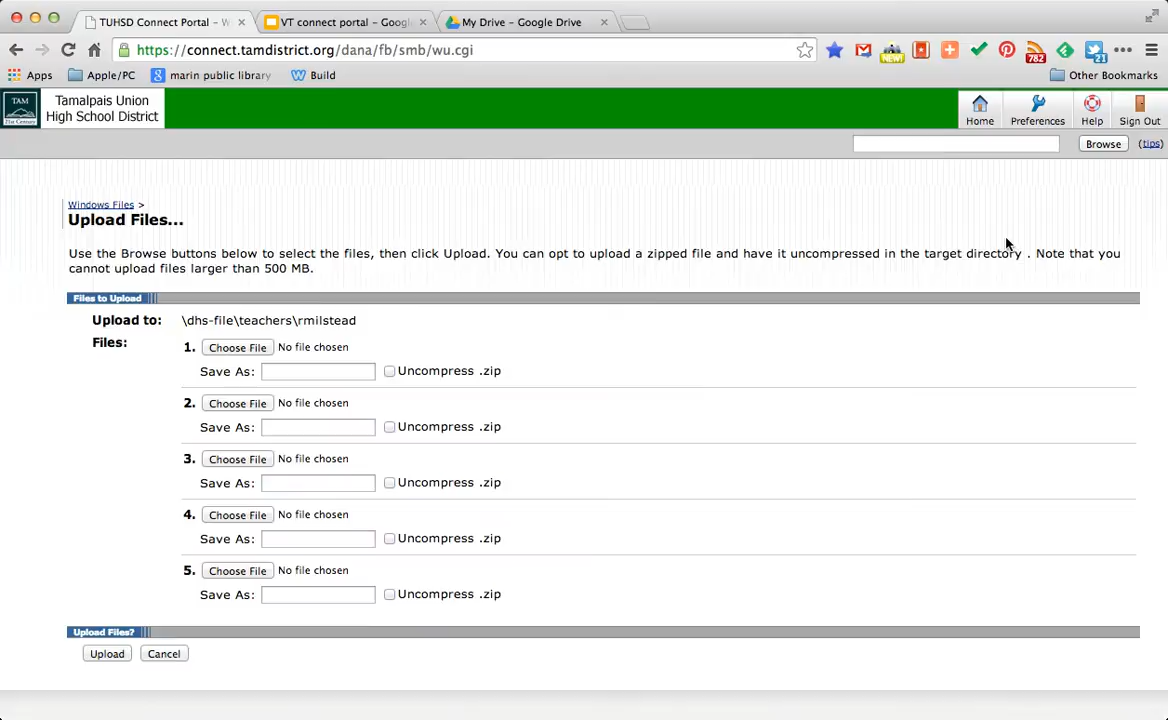 TUHSD Connect Portal – W
VT connect portal – Googl
My Drive – Google Drive
https://connect.tamdistrict.org/dana/fb/smb/wu.cgi
NEW!
782
21
Apps
Apple/PC
marin public library
Build
Other Bookmarks
TAM
21st Century
Tamalpais Union
High School District
Home
Preferences
Help
Sign Out
Browse
(tips)
Windows Files >
Upload Files...
Use the Browse buttons below to select the files, then click Upload. You can opt to upload a zipped file and have it uncompressed in the target directory . Note that you
cannot upload files larger than 500 MB.
Files to Upload
Upload to: \dhs-file\teachers\rmilstead
Files:
1. Choose File No file chosen
Save As: Uncompress .zip
2. Choose File No file chosen
Save As: Uncompress .zip
3. Choose File No file chosen
Save As: Uncompress .zip
4. Choose File No file chosen
Save As: Uncompress .zip
5. Choose File No file chosen
Save As: Uncompress .zip
Upload Files?
Upload Cancel